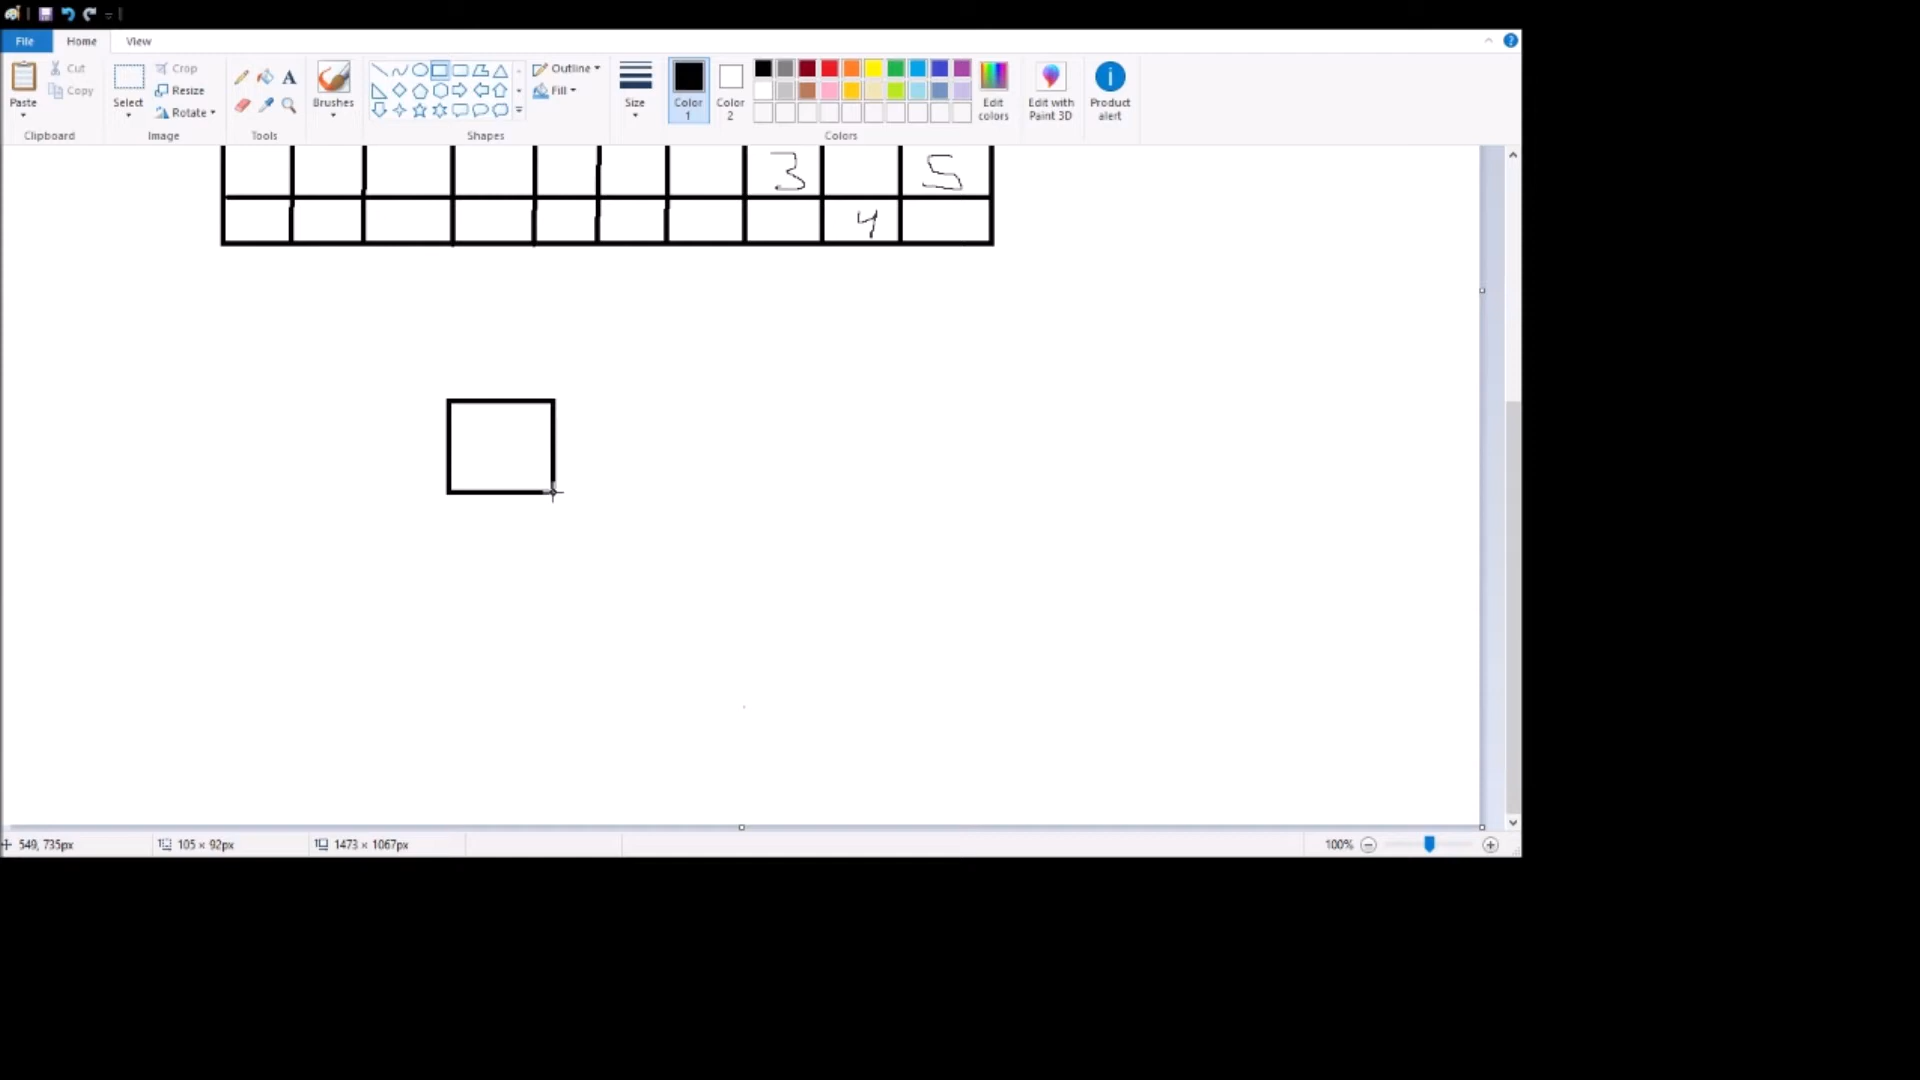 File Home View
Paste Cut Copy Clipboard
Select Crop Resize Rotate Image
Tools
Brushes
Outline Fill Shapes
Size
Color 1 Color 2 Edit colors Colors
Edit with Paint 3D
Product alert
3 5
4
549, 735px 105 × 92px 1473 × 1067px 100%